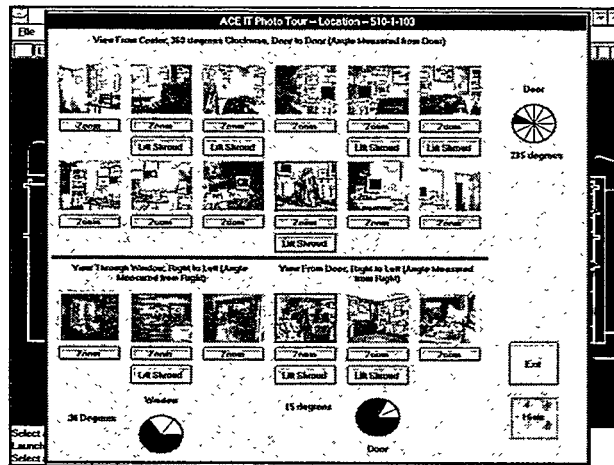 ACE IT Photo Tour – Location – 510-1-103
File
View From Center, 360 degrees Clockwise, Door to Door (Angle Measured from Door)
Door
Zoom Zoom Zoom Zoom Zoom Zoom
Lift Shroud Lift Shroud Lift Shroud Lift Shroud
235 degrees
Zoom Zoom Zoom Zoom Zoom Zoom
Lift Shroud
View Through Window, Right to Left (Angle Measured from Right)
View From Door, Right to Left (Angle Measured from Right)
Zoom Zoom Zoom Zoom Zoom Zoom
Lift Shroud Lift Shroud Lift Shroud
Exit
Window
36 Degrees
15 degrees
Door
Select
Launch
Select